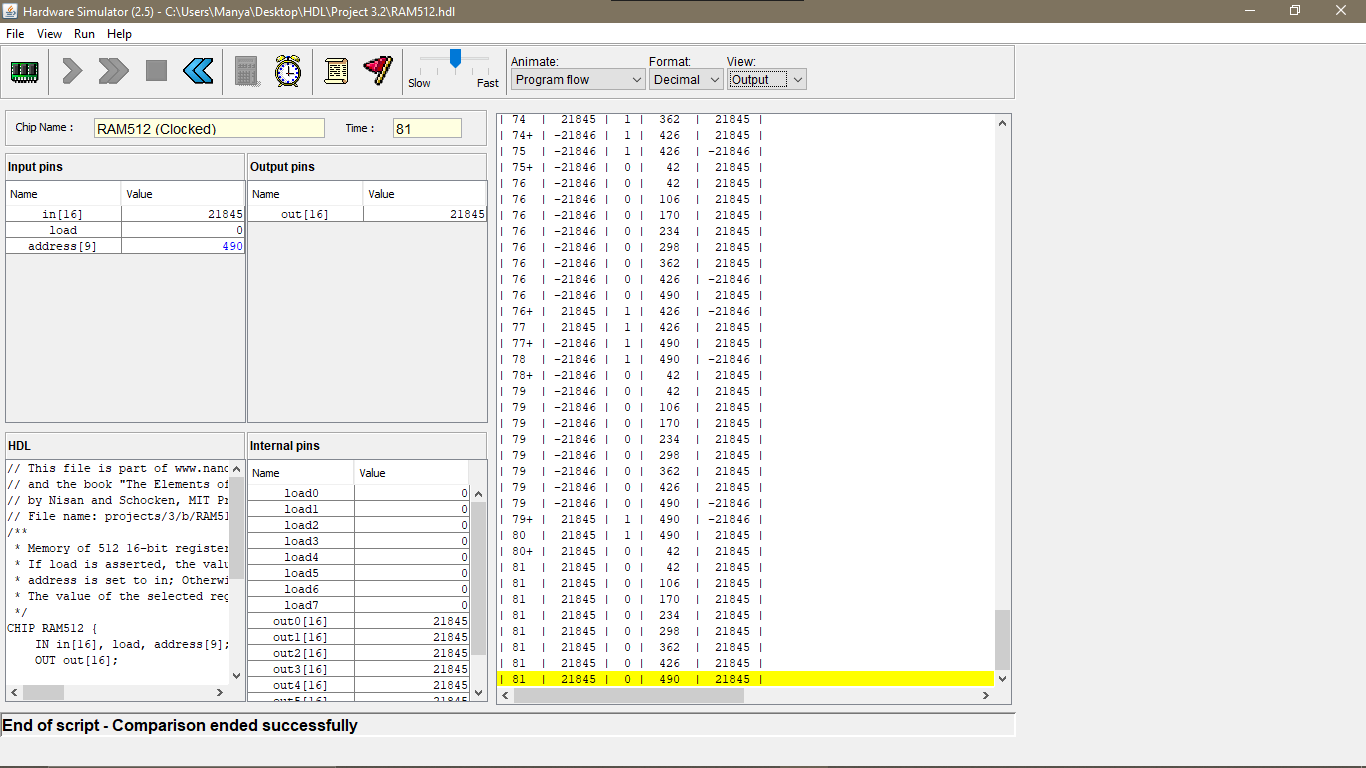 Hardware Simulator (2.5) - C:\Users\Manya\Desktop\HDL\Project 3.2\RAM512.hdl
File View Run Help
Slow Fast
Animate: Format: View:
Program flow Decimal Output
Chip Name : RAM512 (Clocked) Time : 81
Input pins
Name Value
in[16] 21845
load 0
address[9] 490
Output pins
Name Value
out[16] 21845
HDL
// This file is part of www.nand
// and the book "The Elements of
// by Nisan and Schocken, MIT Pr
// File name: projects/3/b/RAM51
/**
* Memory of 512 16-bit register
* If load is asserted, the valu
* address is set to in; Otherwi
* The value of the selected reg
*/
CHIP RAM512 {
IN in[16], load, address[9];
OUT out[16];
Internal pins
Name Value
load0 0
load1 0
load2 0
load3 0
load4 0
load5 0
load6 0
load7 0
out0[16] 21845
out1[16] 21845
out2[16] 21845
out3[16] 21845
out4[16] 21845
out5[16] 21845
| 74 | 21845 | 1 | 362 | 21845 |
| 74+ | -21846 | 1 | 426 | 21845 |
| 75 | -21846 | 1 | 426 | -21846 |
| 75+ | -21846 | 0 | 42 | 21845 |
| 76 | -21846 | 0 | 42 | 21845 |
| 76 | -21846 | 0 | 106 | 21845 |
| 76 | -21846 | 0 | 170 | 21845 |
| 76 | -21846 | 0 | 234 | 21845 |
| 76 | -21846 | 0 | 298 | 21845 |
| 76 | -21846 | 0 | 362 | 21845 |
| 76 | -21846 | 0 | 426 | -21846 |
| 76 | -21846 | 0 | 490 | 21845 |
| 76+ | 21845 | 1 | 426 | -21846 |
| 77 | 21845 | 1 | 426 | 21845 |
| 77+ | -21846 | 1 | 490 | 21845 |
| 78 | -21846 | 1 | 490 | -21846 |
| 78+ | -21846 | 0 | 42 | 21845 |
| 79 | -21846 | 0 | 42 | 21845 |
| 79 | -21846 | 0 | 106 | 21845 |
| 79 | -21846 | 0 | 170 | 21845 |
| 79 | -21846 | 0 | 234 | 21845 |
| 79 | -21846 | 0 | 298 | 21845 |
| 79 | -21846 | 0 | 362 | 21845 |
| 79 | -21846 | 0 | 426 | 21845 |
| 79 | -21846 | 0 | 490 | -21846 |
| 79+ | 21845 | 1 | 490 | -21846 |
| 80 | 21845 | 1 | 490 | 21845 |
| 80+ | 21845 | 0 | 42 | 21845 |
| 81 | 21845 | 0 | 42 | 21845 |
| 81 | 21845 | 0 | 106 | 21845 |
| 81 | 21845 | 0 | 170 | 21845 |
| 81 | 21845 | 0 | 234 | 21845 |
| 81 | 21845 | 0 | 298 | 21845 |
| 81 | 21845 | 0 | 362 | 21845 |
| 81 | 21845 | 0 | 426 | 21845 |
| 81 | 21845 | 0 | 490 | 21845 |
End of script - Comparison ended successfully